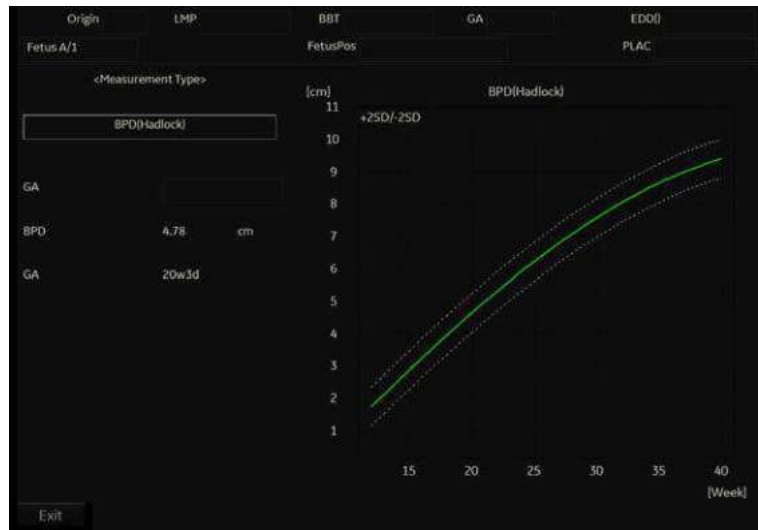 Origin LMP BBT GA EDD()
Fetus A/1 FetusPos PLAC
<Measurement Type>
BPD(Hadlock)
GA
BPD 4.78 cm
GA 20w3d
[cm] BPD(Hadlock)
+2SD/-2SD
11
10
9
8
7
6
5
4
3
2
1
15 20 25 30 35 40
[Week]
Exit